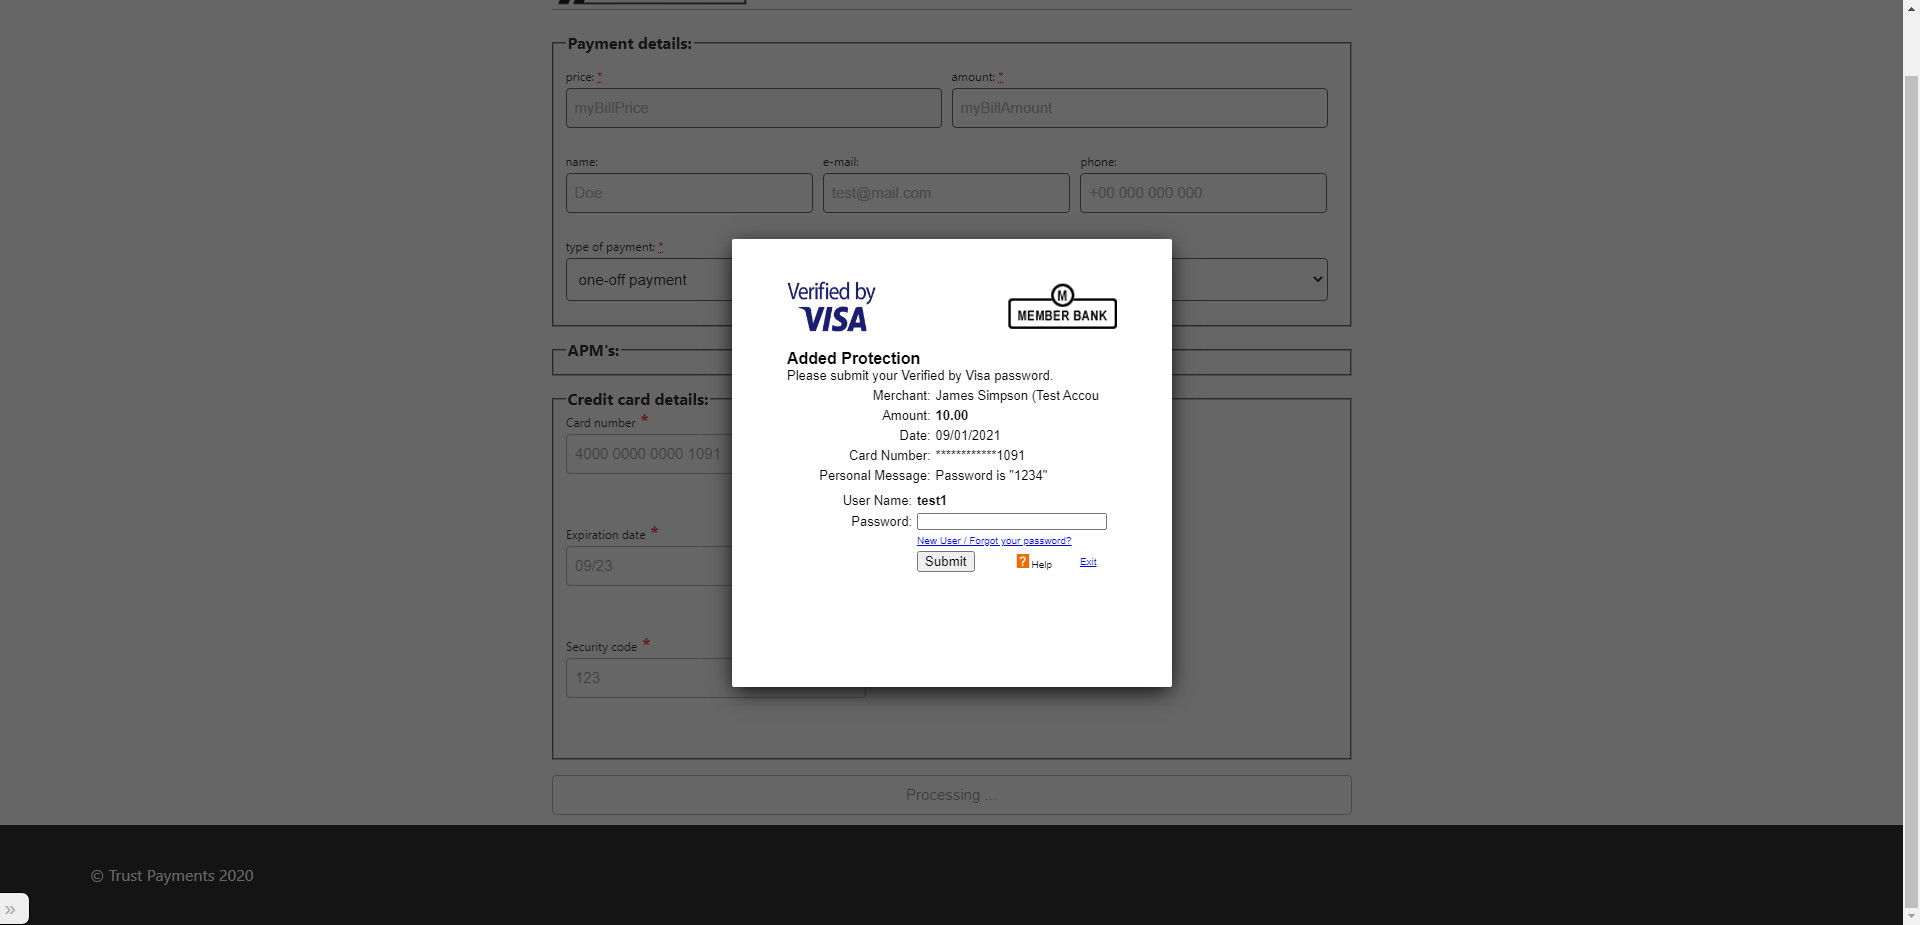 Payment details:
price: * amount: *
myBillPrice myBillAmount
name: e-mail: phone:
Doe test@mail.com +00 000 000 000
type of payment: *
one-off payment
Verified by
VISA
M
MEMBER BANK
Added Protection
Please submit your Verified by Visa password.
Merchant: James Simpson (Test Accou
Amount: 10.00
Date: 09/01/2021
Card Number: ************1091
Personal Message: Password is "1234"
User Name: test1
Password:
New User / Forgot your password?
Submit ? Help Exit
APM's:
Credit card details:
Card number *
4000 0000 0000 1091
Expiration date *
09/23
Security code *
123
Processing ...
© Trust Payments 2020
»